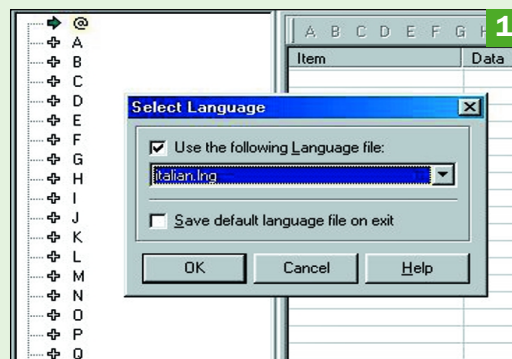 @
A
B
C
D
E
F
G
H
I
J
K
L
M
N
O
P
Q
A B C D E F G H
1
Item Data
Select Language
Use the following Language file:
italian.lng
Save default language file on exit
OK Cancel Help